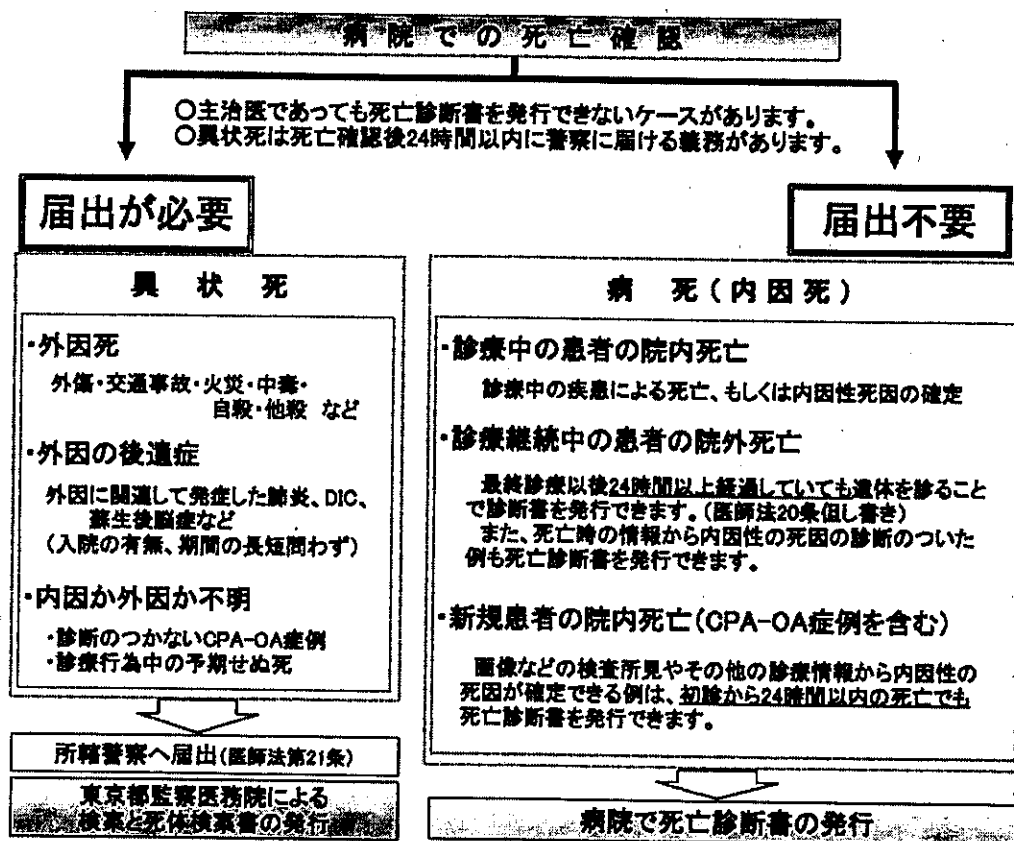 病院での死亡確認
○主治医であっても死亡診断書を発行できないケースがあります。
○異状死は死亡確認後24時間以内に警察に届ける義務があります。
届出が必要
異状死
・外因死
外傷・交通事故・火災・中毒・
自殺・他殺 など
・外因の後遺症
外因に関連して発症した肺炎、DIC、
蘇生後脳症など
(入院の有無、期間の長短問わず)
・内因か外因か不明
・診断のつかないCPA-OA症例
・診療行為中の予期せぬ死
所轄警察へ届出(医師法第21条)
東京都監察医務院による
検案と死体検案書の発行
届出不要
病死(内因死)
・診療中の患者の院内死亡
診療中の疾患による死亡、もしくは内因性死因の確定
・診療継続中の患者の院外死亡
最終診療以後24時間以上経過していても遺体を診ること
で診断書を発行できます。(医師法20条但し書き)
また、死亡時の情報から内因性の死因の診断のついた
例も死亡診断書を発行できます。
・新規患者の院内死亡(CPA-OA症例を含む)
画像などの検査所見やその他の診療情報から内因性の
死因が確定できる例は、初診から24時間以内の死亡でも
死亡診断書を発行できます。
病院で死亡診断書の発行